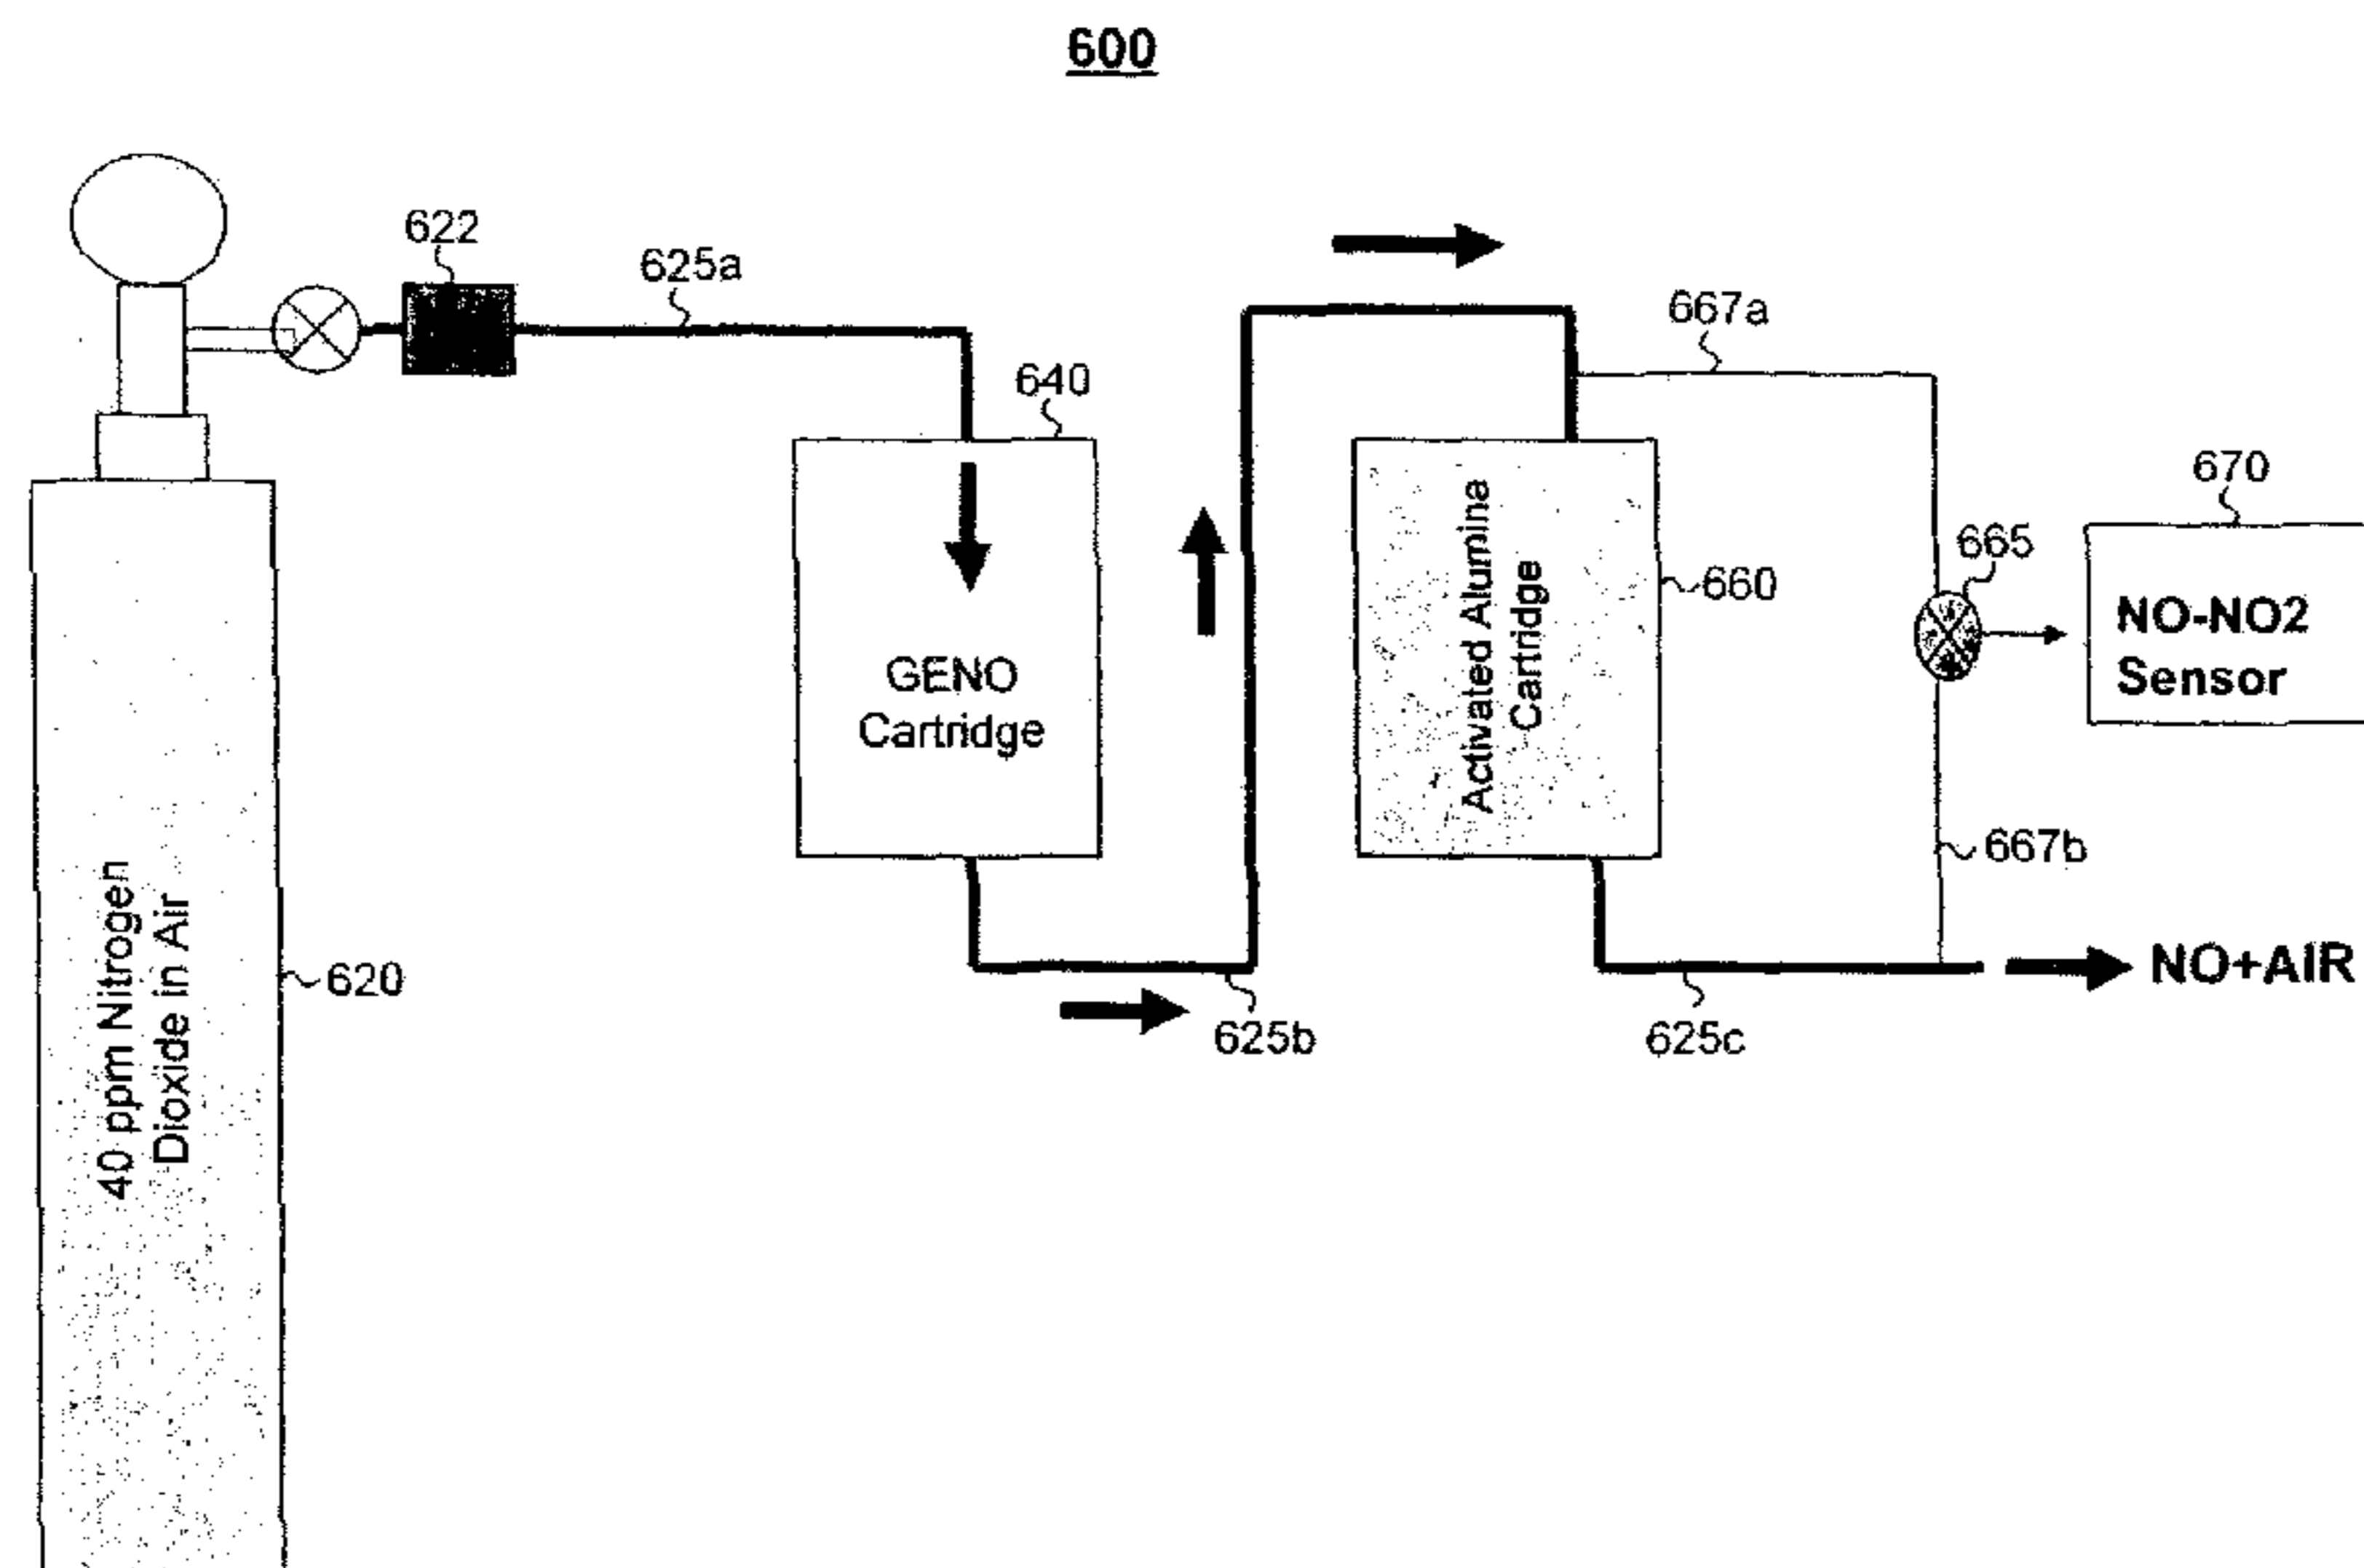 600
622
625a
667a
640
670
665
NO-NO2
Sensor
660
Activated Alumina
Cartridge
GENO
Cartridge
667b
40 ppm Nitrogen
Dioxide in Air
620
NO+AIR
625b
625c